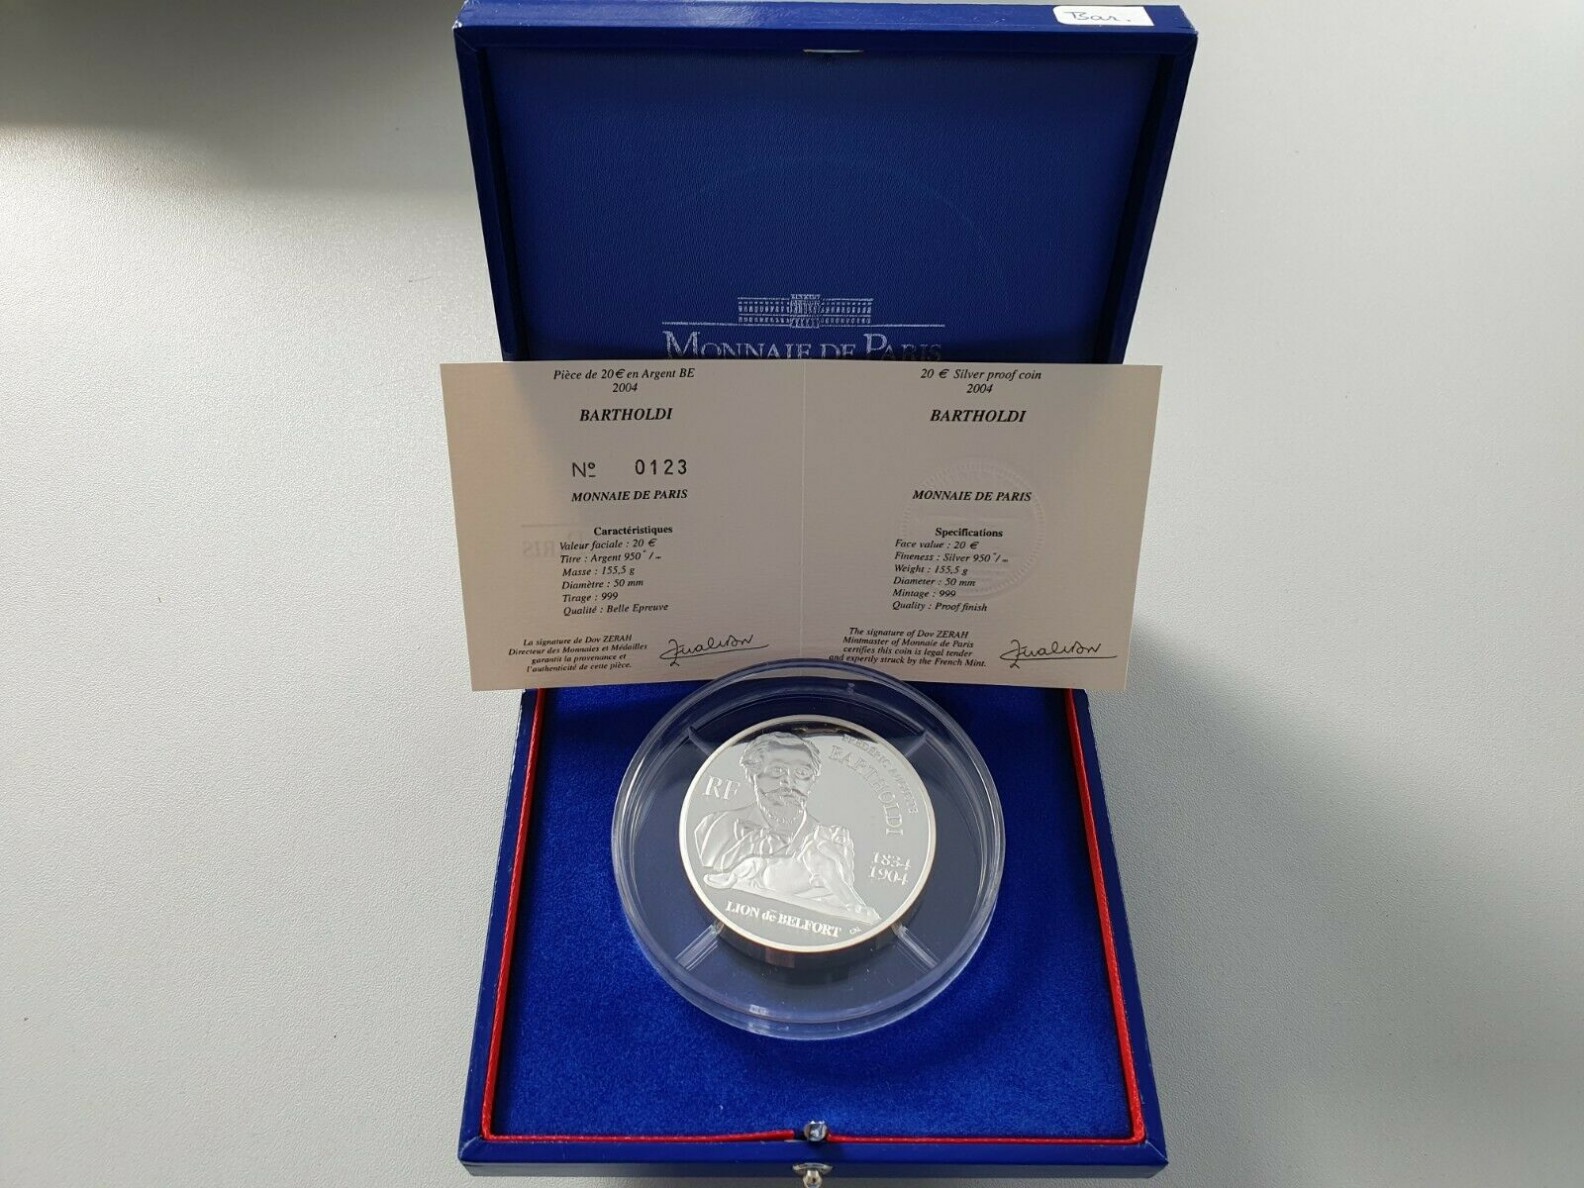 Bar.
MONNAIE DE PARIS
Pièce de 20 € en Argent BE
2004
BARTHOLDI
Nº 0123
MONNAIE DE PARIS
Caractéristiques
Valeur faciale : 20 €
Titre : Argent 950°/..
Masse : 155,5 g
Diamètre : 50 mm
Tirage : 999
Qualité : Belle Epreuve
La signature de Dov ZERAH
Directeur des Monnaies et Médailles
garantit la provenance et
l'authenticité de cette pièce.
20 € Silver proof coin
2004
BARTHOLDI
MONNAIE DE PARIS
Specifications
Face value : 20 €
Fineness : Silver 950°/..
Weight : 155,5 g
Diameter : 50 mm
Mintage : 999
Quality : Proof finish
The signature of Dov ZERAH
Mintmaster of Monnaie de Paris
certifies this coin is legal tender
and expertly struck by the French Mint.
RF
FRÉDÉRIC AUGUSTE
BARTHOLDI
1834
1904
LION de BELFORT